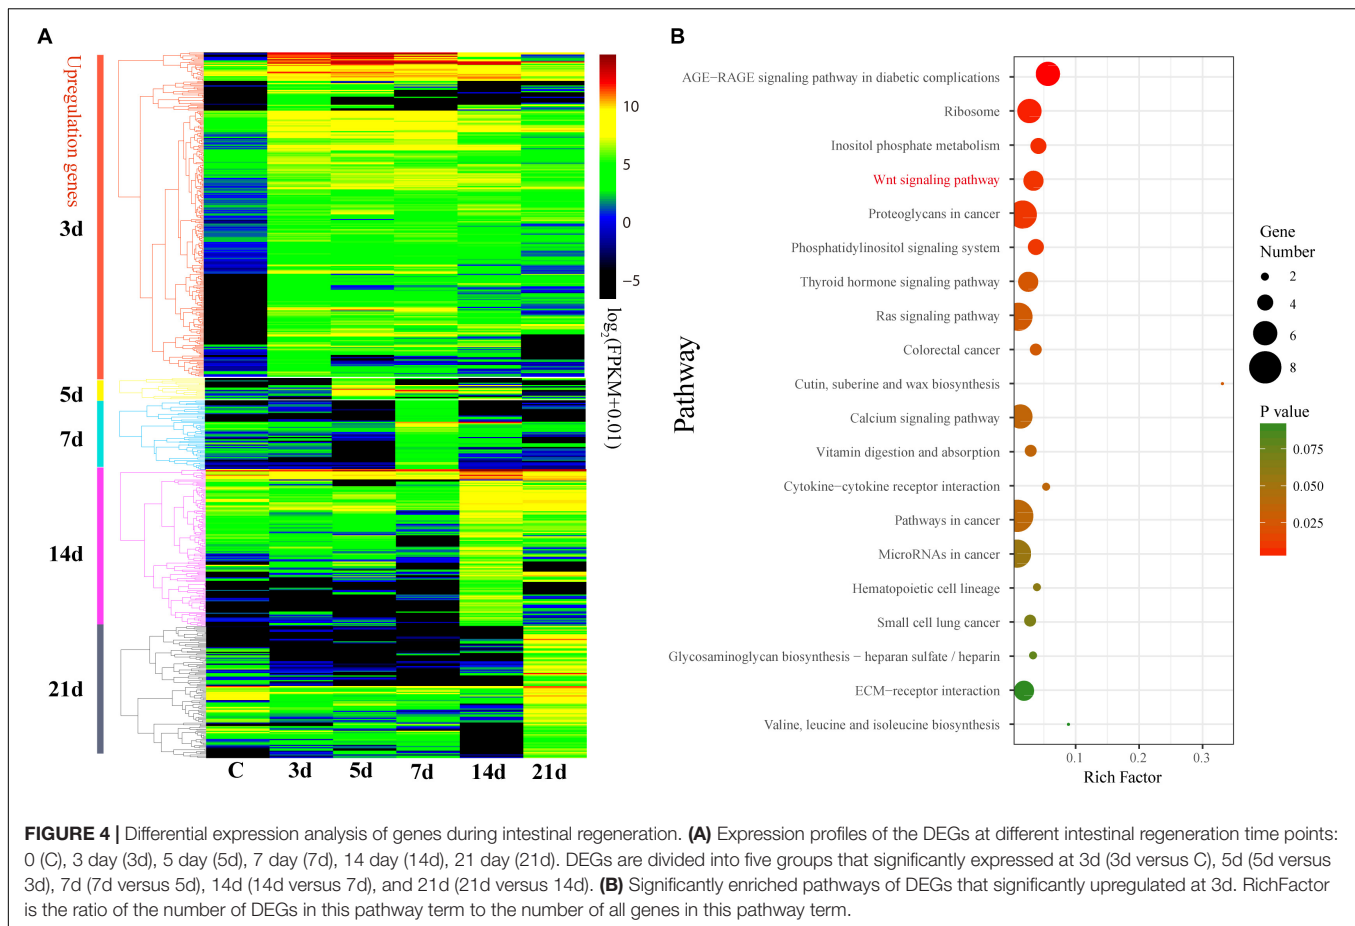 A
Upregulation genes
3d
5d
7d
14d
21d
C 3d 5d 7d 14d 21d
10
5
0
−5
log2(FPKM+0.01)
B
Pathway
AGE−RAGE signaling pathway in diabetic complications
Ribosome
Inositol phosphate metabolism
Wnt signaling pathway
Proteoglycans in cancer
Phosphatidylinositol signaling system
Thyroid hormone signaling pathway
Ras signaling pathway
Colorectal cancer
Cutin, suberine and wax biosynthesis
Calcium signaling pathway
Vitamin digestion and absorption
Cytokine−cytokine receptor interaction
Pathways in cancer
MicroRNAs in cancer
Hematopoietic cell lineage
Small cell lung cancer
Glycosaminoglycan biosynthesis − heparan sulfate / heparin
ECM−receptor interaction
Valine, leucine and isoleucine biosynthesis
0.1 0.2 0.3
Rich Factor
Gene
Number
2
4
6
8
P value
0.075
0.050
0.025
FIGURE 4 | Differential expression analysis of genes during intestinal regeneration. (A) Expression profiles of the DEGs at different intestinal regeneration time points:
0 (C), 3 day (3d), 5 day (5d), 7 day (7d), 14 day (14d), 21 day (21d). DEGs are divided into five groups that significantly expressed at 3d (3d versus C), 5d (5d versus
3d), 7d (7d versus 5d), 14d (14d versus 7d), and 21d (21d versus 14d). (B) Significantly enriched pathways of DEGs that significantly upregulated at 3d. RichFactor
is the ratio of the number of DEGs in this pathway term to the number of all genes in this pathway term.